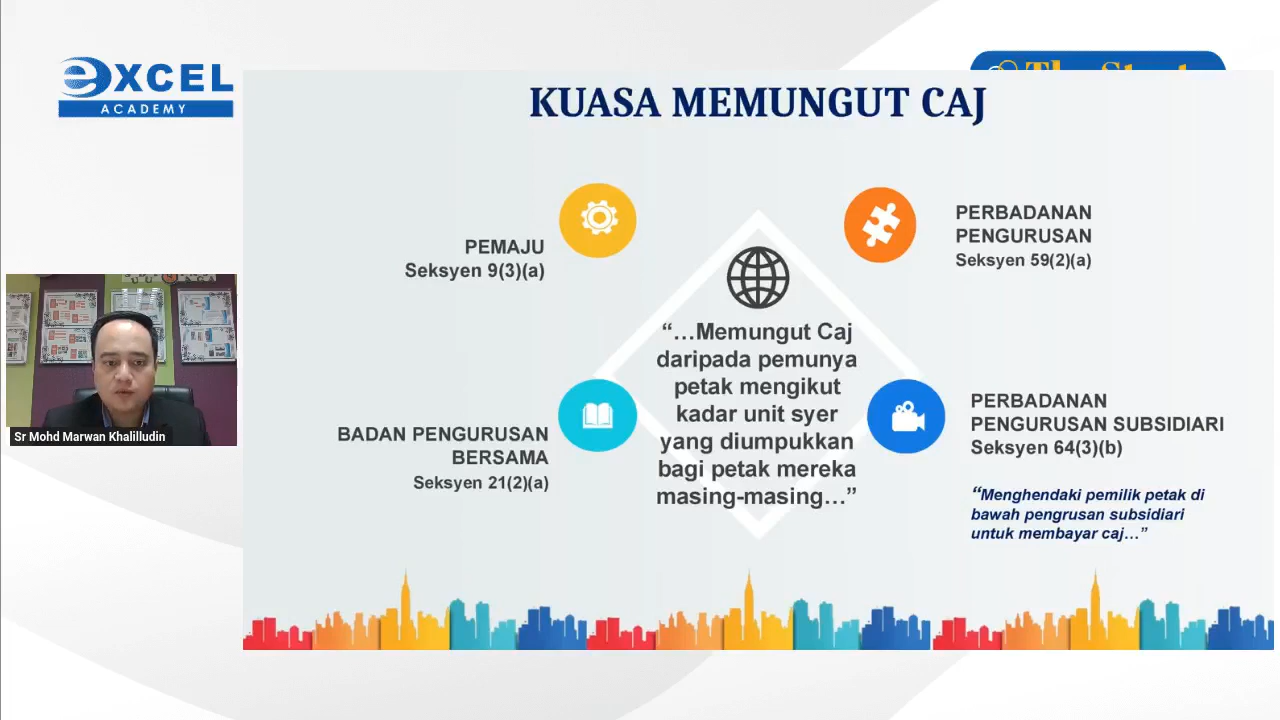 eXCEL
ACADEMY
KUASA MEMUNGUT CAJ
PEMAJU
Seksyen 9(3)(a)
PERBADANAN
PENGURUSAN
Seksyen 59(2)(a)
“...Memungut Caj
daripada pemunya
petak mengikut
kadar unit syer
yang diumpukkan
bagi petak mereka
masing-masing...”
BADAN PENGURUSAN
BERSAMA
Seksyen 21(2)(a)
PERBADANAN
PENGURUSAN SUBSIDIARI
Seksyen 64(3)(b)
“Menghendaki pemilik petak di
bawah pengrusan subsidiari
untuk membayar caj...”
Sr Mohd Marwan Khalilludin